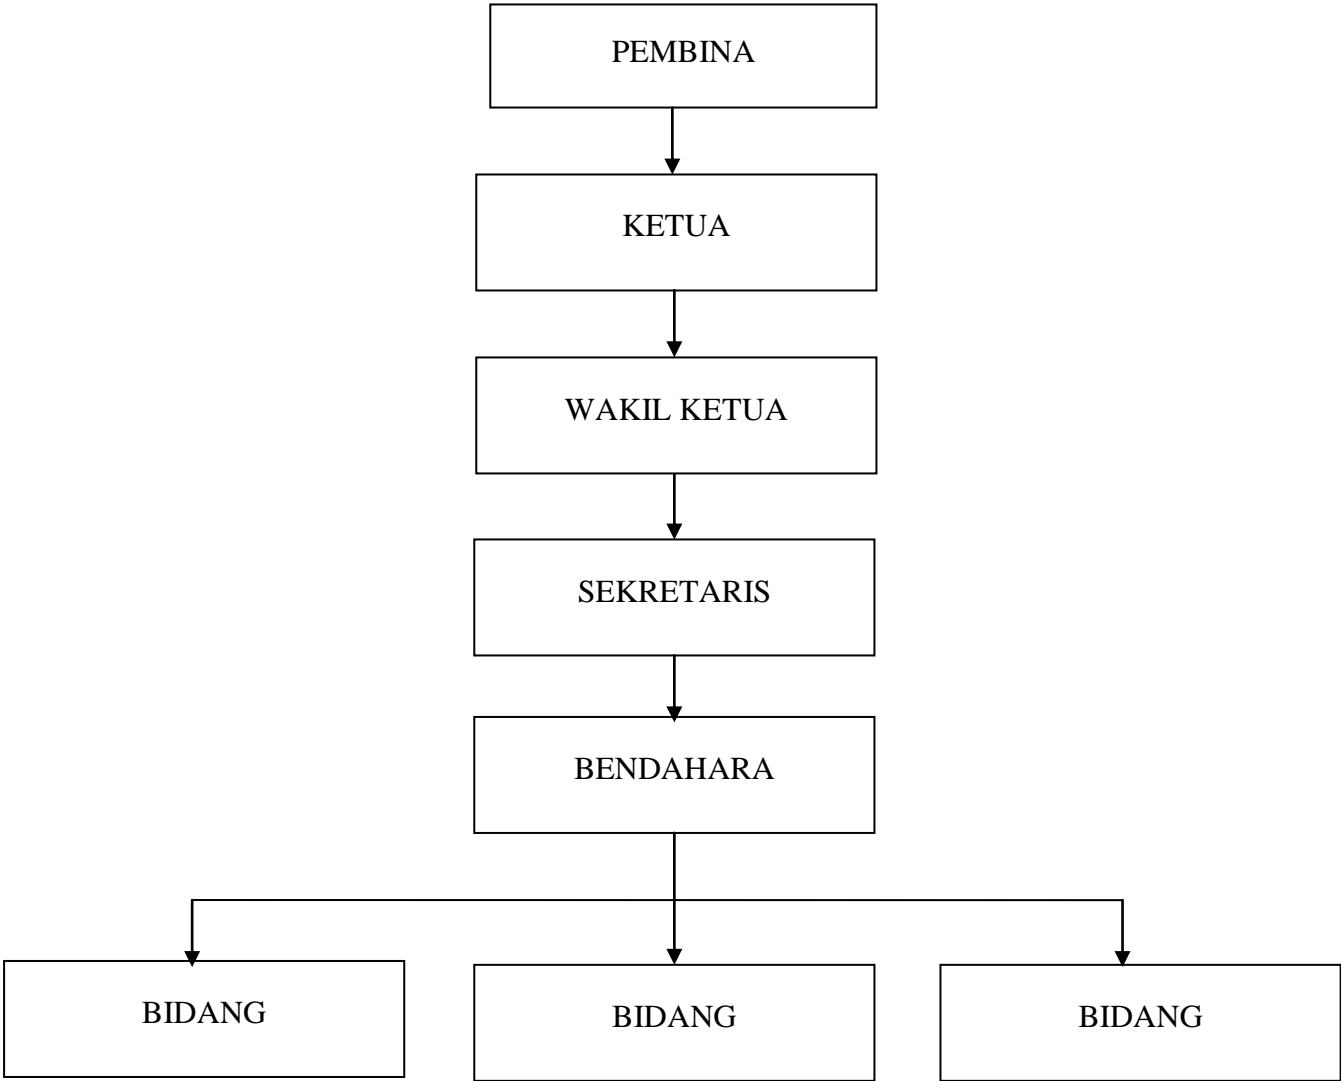 PEMBINA
KETUA
WAKIL KETUA
SEKRETARIS
BENDAHARA
BIDANG
BIDANG
BIDANG